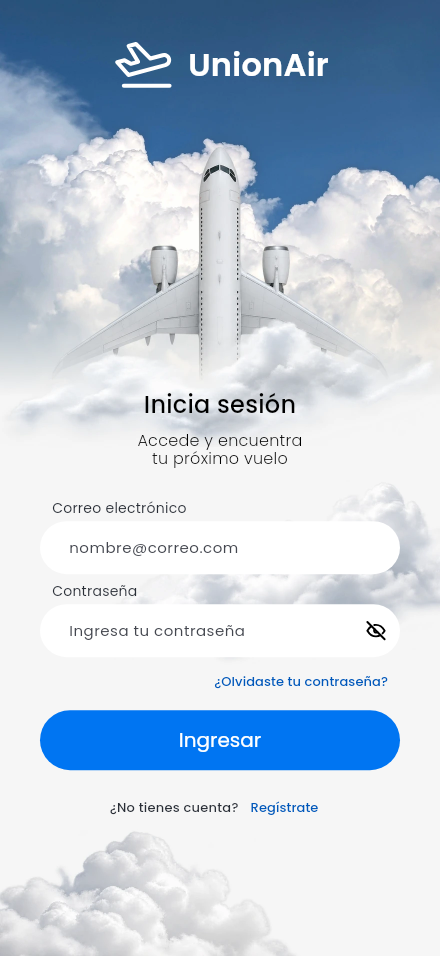 UnionAir
Inicia sesión
Accede y encuentra
tu próximo vuelo
Correo electrónico
nombre@correo.com
Contraseña
Ingresa tu contraseña
¿Olvidaste tu contraseña?
Ingresar
¿No tienes cuenta? Regístrate